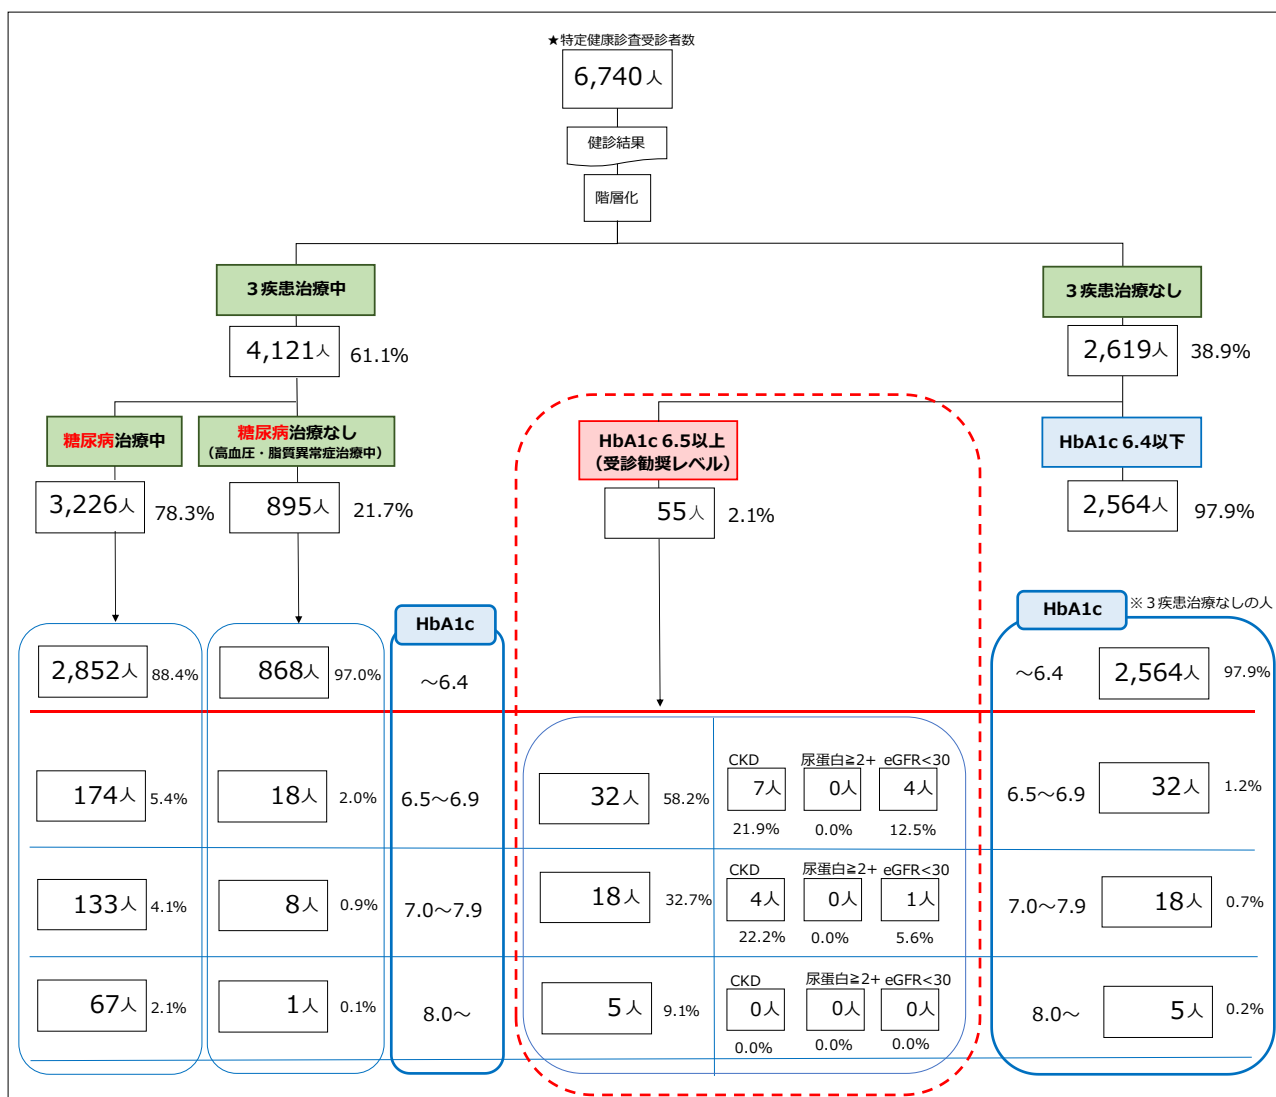 ★特定健康診査受診者数
6,740人
健診結果
階層化
3疾患治療中
3疾患治療なし
4,121人 61.1%
2,619人 38.9%
糖尿病治療中
糖尿病治療なし
（高血圧・脂質異常症治療中）
HbA1c 6.5以上
（受診勧奨レベル）
HbA1c 6.4以下
3,226人 78.3%
895人 21.7%
55人 2.1%
2,564人 97.9%
HbA1c
HbA1c ※３疾患治療なしの人
2,852人 88.4%
868人 97.0%
～6.4
～6.4
2,564人 97.9%
CKD 尿蛋白≧2+ eGFR<30
174人 5.4%
18人 2.0%
6.5～6.9
32人 58.2%
7人 0人 4人
21.9% 0.0% 12.5%
6.5～6.9
32人 1.2%
CKD 尿蛋白≧2+ eGFR<30
133人 4.1%
8人 0.9%
7.0～7.9
18人 32.7%
4人 0人 1人
22.2% 0.0% 5.6%
7.0～7.9
18人 0.7%
CKD 尿蛋白≧2+ eGFR<30
67人 2.1%
1人 0.1%
8.0～
5人 9.1%
0人 0人 0人
0.0% 0.0% 0.0%
8.0～
5人 0.2%